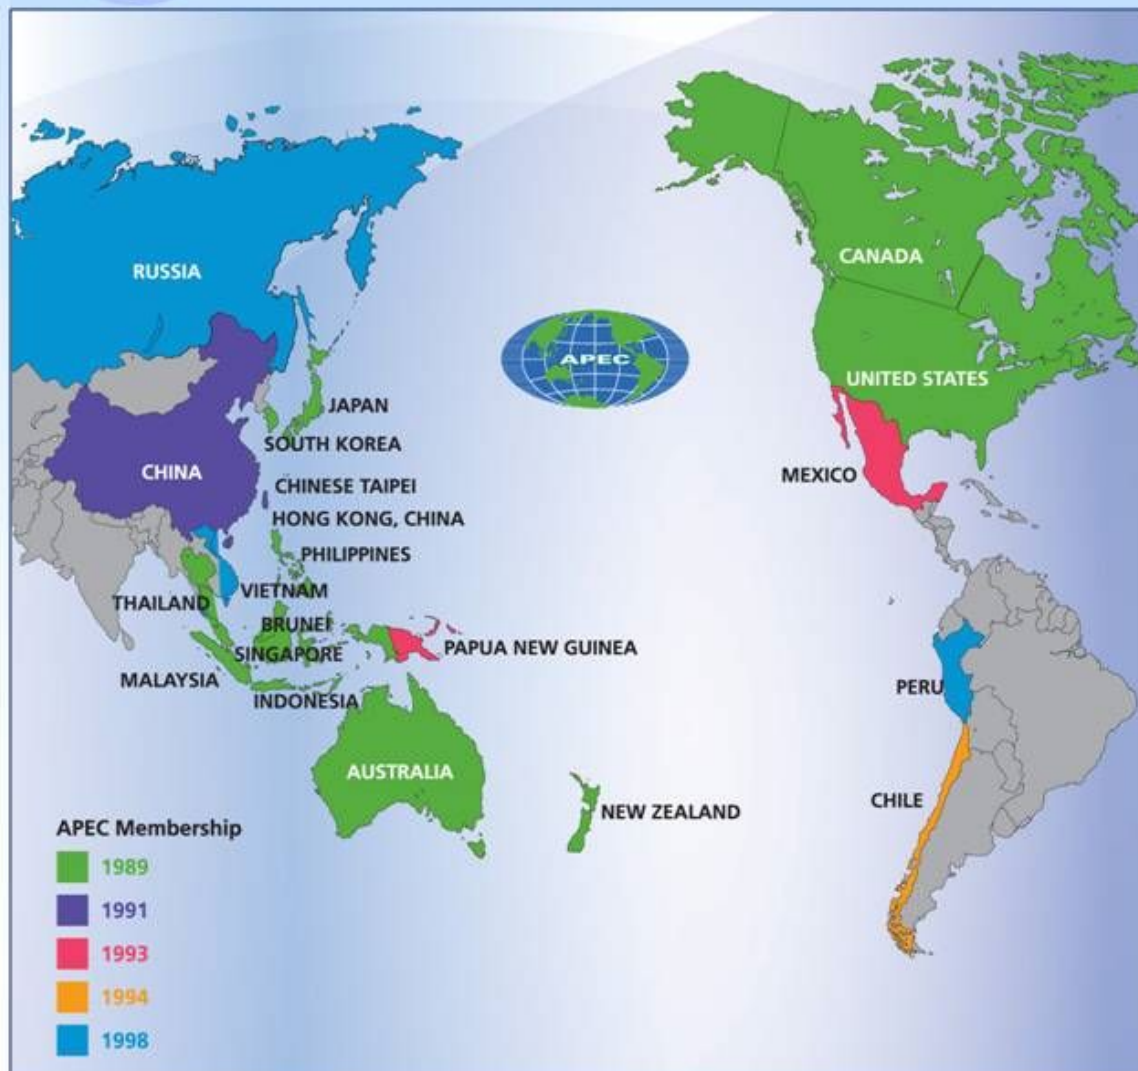 RUSSIA
CANADA
APEC
UNITED STATES
JAPAN
SOUTH KOREA
CHINA
MEXICO
CHINESE TAIPEI
HONG KONG, CHINA
PHILIPPINES
VIETNAM
THAILAND
BRUNEI
PAPUA NEW GUINEA
SINGAPORE
MALAYSIA
PERU
INDONESIA
AUSTRALIA
CHILE
NEW ZEALAND
APEC Membership
1989
1991
1993
1994
1998